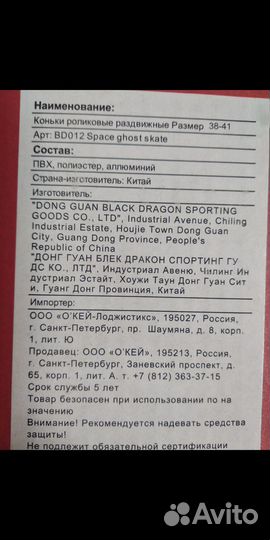 Наименование:
Коньки роликовые раздвижные Размер 38-41
Арт: BD012 Space ghost skate
Состав:
ПВХ, полиэстер, аллюминий
Страна-изготовитель: Китай
Изготовитель:
"DONG GUAN BLACK DRAGON SPORTING
GOODS CO., LTD", Industrial Avenue, Chiling
Industrial Estate, Houjie Town Dong Guan
City, Guang Dong Province, People's
Republic of China
"ДОНГ ГУАН БЛЕК ДРАКОН СПОРТИНГ ГУ
ДС КО., ЛТД", Индустриал Авеню, Чилинг Ин
дустриал Эстайт, Хоужи Таун Донг Гуан Сит
и, Гуанг Донг Провинция, Китай
Импортер:
ООО «О'КЕЙ-Лоджистикс», 195027, Россия,
г. Санкт-Петербург, пр. Шаумяна, д. 8, корп.
1, лит. Ю
Продавец: ООО «О'КЕЙ», 195213, Россия,
г. Санкт-Петербург, Заневский проспект, д.
65, корп. 1, лит. А. т. +7 (812) 363-37-15
Срок службы 5 лет
Товар безопасен при использовании по на
значению
Внимание! Рекомендуется надевать средства
защиты!
Не подлежит обязательной сертификации
Avito